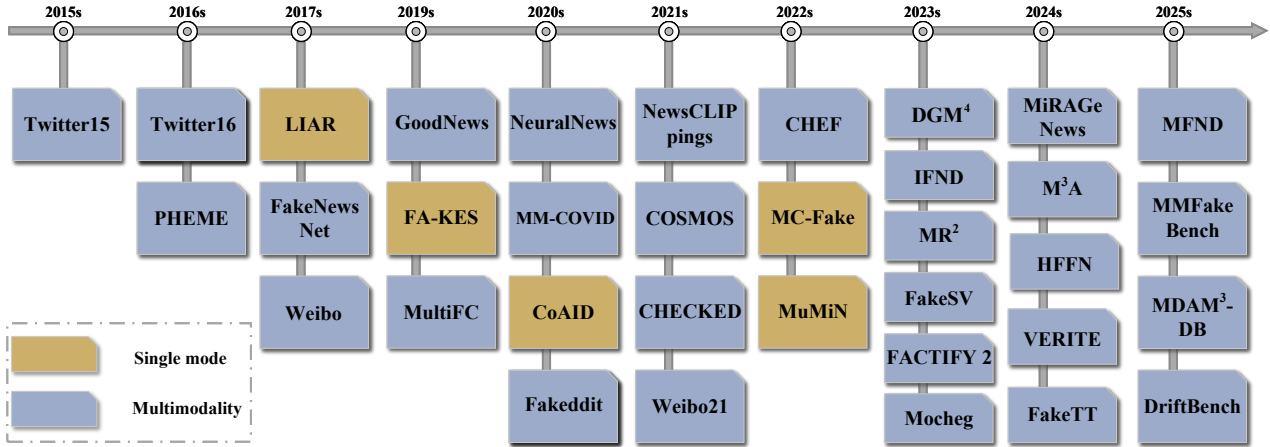 2015s
2016s
2017s
2019s
2020s
2021s
2022s
2023s
2024s
2025s
Twitter15
Twitter16
PHEME
LIAR
FakeNews
Net
Weibo
GoodNews
FA-KES
MultiFC
NeuralNews
MM-COVID
CoAID
Fakeddit
NewsCLIP
pings
COSMOS
CHECKED
Weibo21
CHEF
MC-Fake
MuMiN
DGM⁴
IFND
MR²
FakeSV
FACTIFY 2
Mocheg
MiRAGe
News
M³A
HFFN
VERITE
FakeTT
MFND
MMFake
Bench
MDAM³-
DB
DriftBench
Single mode
Multimodality